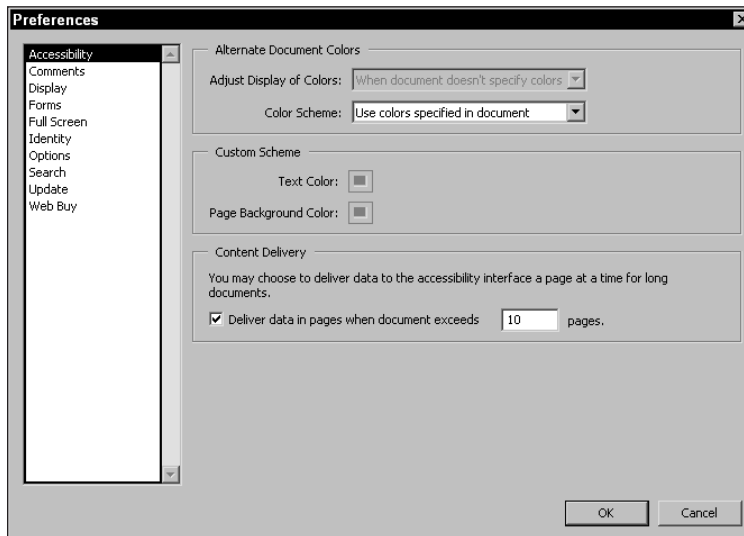 Preferences
Accessibility
Comments
Display
Forms
Full Screen
Identity
Options
Search
Update
Web Buy
Alternate Document Colors
Adjust Display of Colors: When document doesn't specify colors
Color Scheme: Use colors specified in document
Custom Scheme
Text Color:
Page Background Color:
Content Delivery
You may choose to deliver data to the accessibility interface a page at a time for long
documents.
Deliver data in pages when document exceeds 10 pages.
OK Cancel